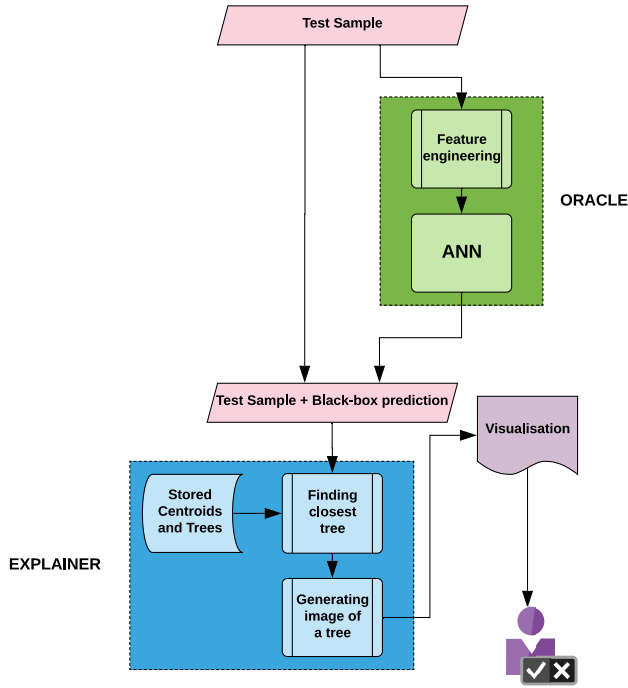 Test Sample
Feature
engineering
ORACLE
ANN
Test Sample + Black-box prediction
Visualisation
Stored
Centroids
and Trees
Finding
closest
tree
EXPLAINER
Generating
image of
a tree